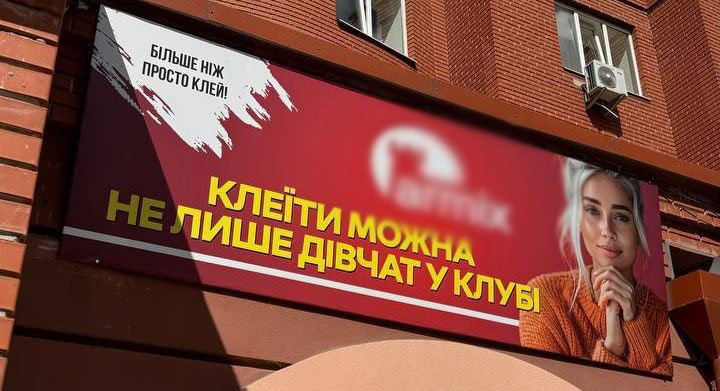 БІЛЬШЕ НІЖ
ПРОСТО КЛЕЙ!
КЛЕЇТИ МОЖНА
НЕ ЛИШЕ ДІВЧАТ У КЛУБІ